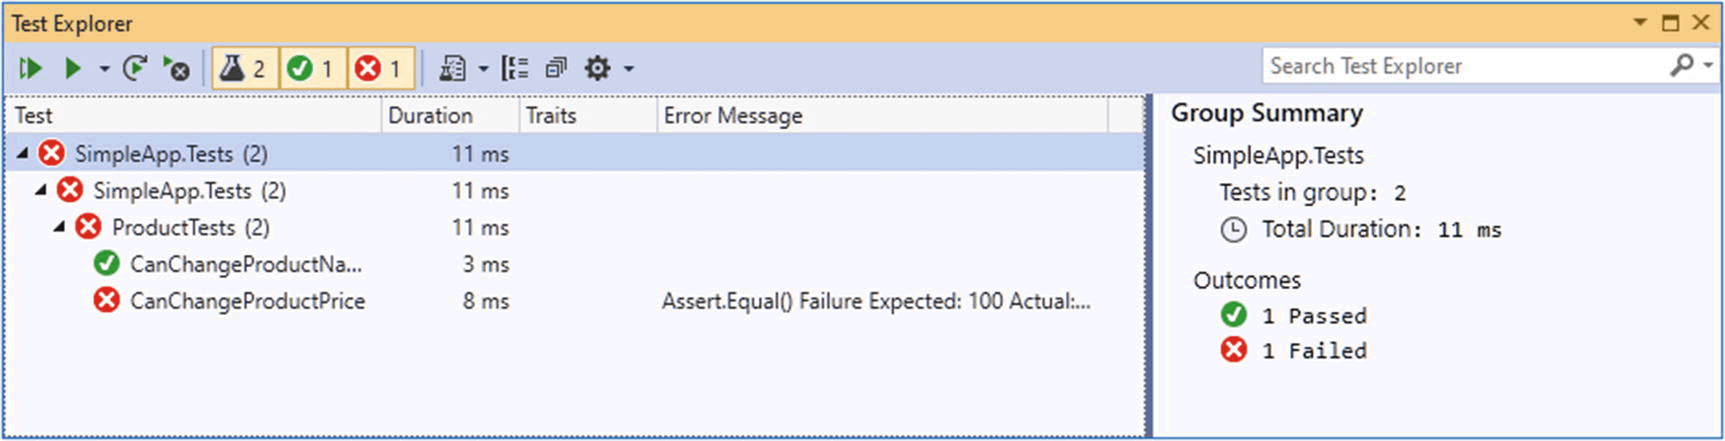 Test Explorer
2 1 1
Search Test Explorer
Test Duration Traits Error Message
SimpleApp.Tests (2) 11 ms
SimpleApp.Tests (2) 11 ms
ProductTests (2) 11 ms
CanChangeProductNa... 3 ms
CanChangeProductPrice 8 ms Assert.Equal() Failure Expected: 100 Actual:...
Group Summary
SimpleApp.Tests
Tests in group: 2
Total Duration: 11 ms
Outcomes
1 Passed
1 Failed